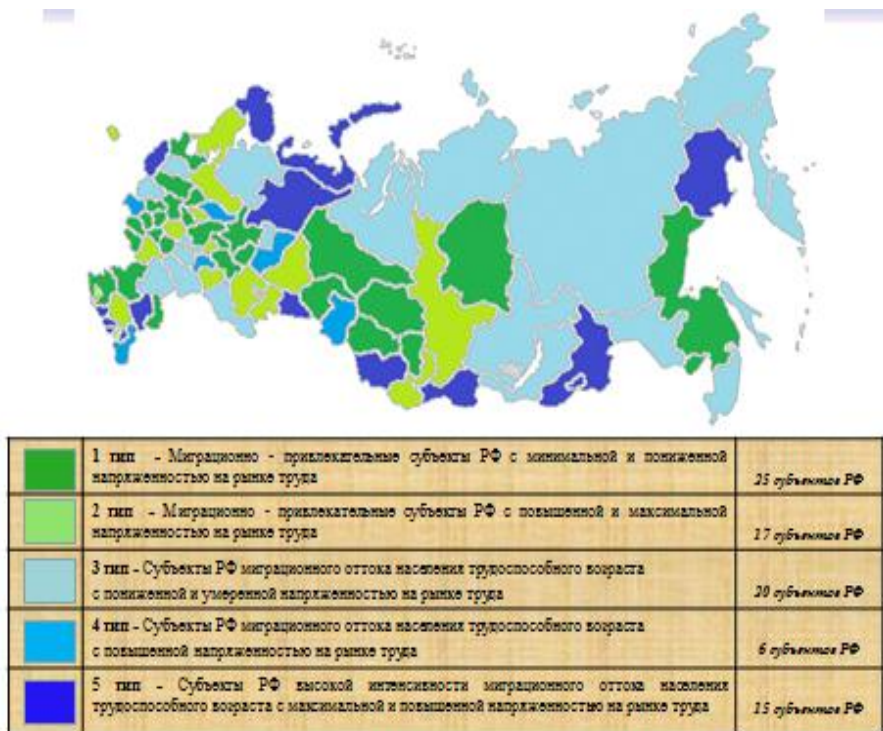 1 тип - Миграционно - привлекательные субъекты РФ с минимальной и пониженной
напряженностью на рынке труда
25 субъектов РФ
2 тип - Миграционно - привлекательные субъекты РФ с повышенной и максимальной
напряженностью на рынке труда
17 субъектов РФ
3 тип - Субъекты РФ миграционного оттока населения трудоспособного возраста
с пониженной и умеренной напряженностью на рынке труда
20 субъектов РФ
4 тип - Субъекты РФ миграционного оттока населения трудоспособного возраста
с повышенной напряженностью на рынке труда
6 субъектов РФ
5 тип - Субъекты РФ высокой интенсивности миграционного оттока населения
трудоспособного возраста с максимальной и повышенной напряженностью на рынке труда
15 субъектов РФ